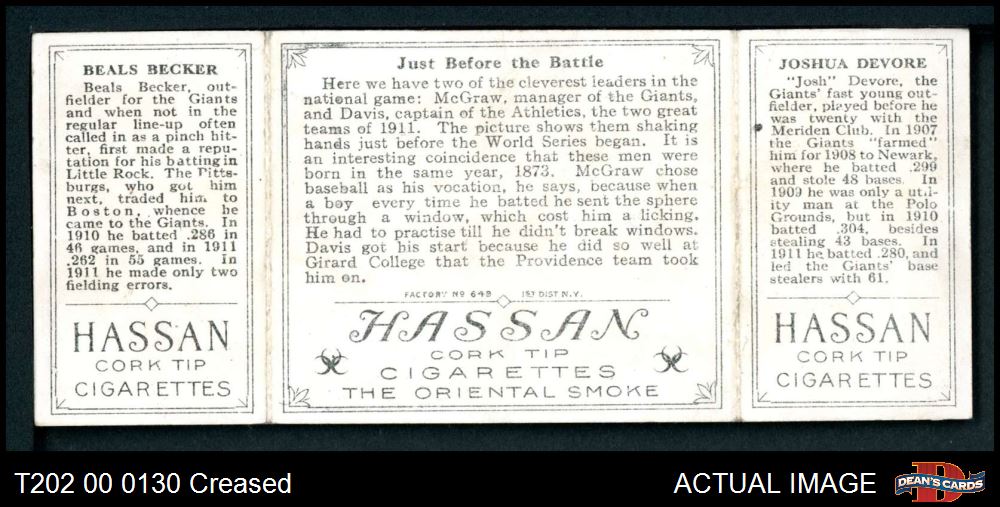 BEALS BECKER
Beals Becker, out-
fielder for the Giants
and when not in the
regular line-up often
called in as a pinch hit-
ter, first made a repu-
tation for his batting in
Little Rock. The Pitts-
burgs, who got him
next, traded him to
Boston, whence he
came to the Giants. In
1910 he batted .286 in
46 games, and in 1911
.262 in 55 games. In
1911 he made only two
fielding errors.
HASSAN
CORK TIP
CIGARETTES
Just Before the Battle
Here we have two of the cleverest leaders in the
national game: McGraw, manager of the Giants,
and Davis, captain of the Athletics, the two great
teams of 1911. The picture shows them shaking
hands just before the World Series began. It is
an interesting coincidence that these men were
born in the same year, 1873. McGraw chose
baseball as his vocation, he says, because when
a boy every time he batted he sent the sphere
through a window, which cost him a licking.
He had to practise till he didn't break windows.
Davis got his start because he did so well at
Girard College that the Providence team took
him on.
FACTORY No 649 1ST DIST N.Y.
HASSAN
CORK TIP
CIGARETTES
THE ORIENTAL SMOKE
JOSHUA DEVORE
"Josh" Devore, the
Giants' fast young out-
fielder, played before he
was twenty with the
Meriden Club. In 1907
the Giants "farmed"
him for 1908 to Newark,
where he batted .299
and stole 48 bases. In
1909 he was only a util-
ity man at the Polo
Grounds, but in 1910
batted .304, besides
stealing 43 bases. In
1911 he batted .280, and
led the Giants' base
stealers with 61.
HASSAN
CORK TIP
CIGARETTES
T202 00 0130 Creased
ACTUAL IMAGE
D
DEAN'S CARDS